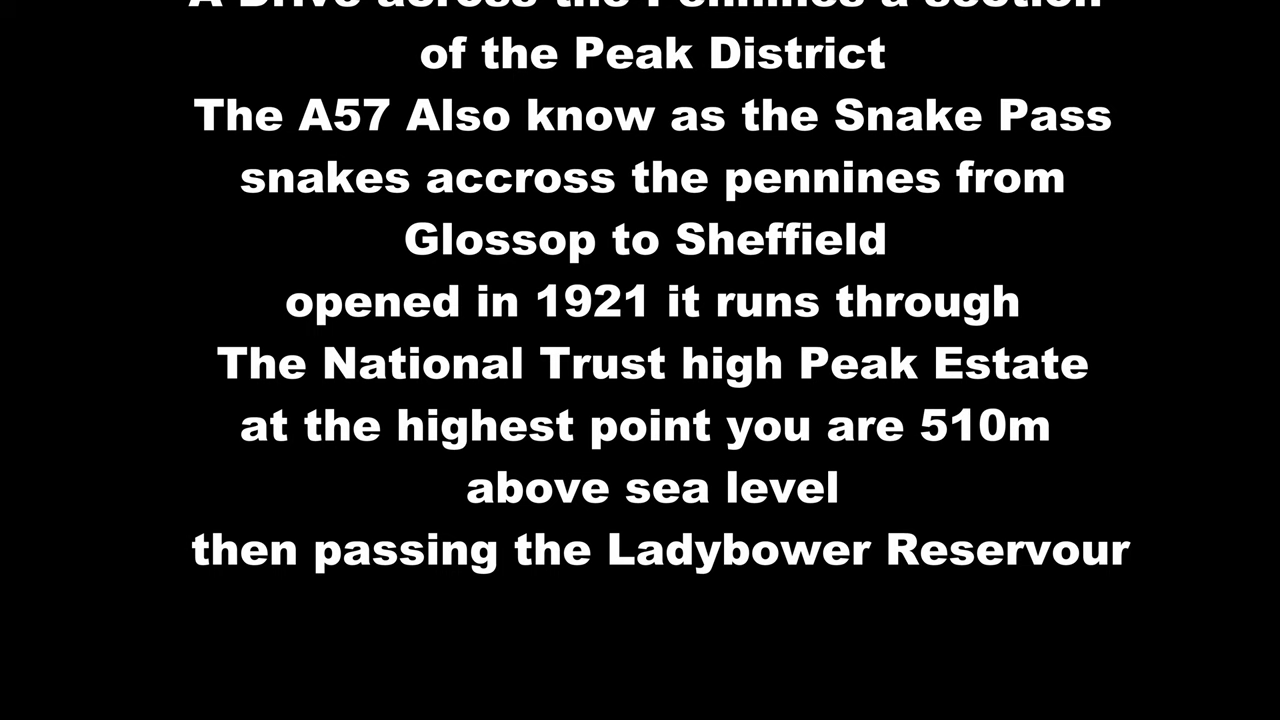 A Drive across the Pennines a section
of the Peak District
The A57 Also know as the Snake Pass
snakes accross the pennines from
Glossop to Sheffield
opened in 1921 it runs through
The National Trust high Peak Estate
at the highest point you are 510m
above sea level
then passing the Ladybower Reservour